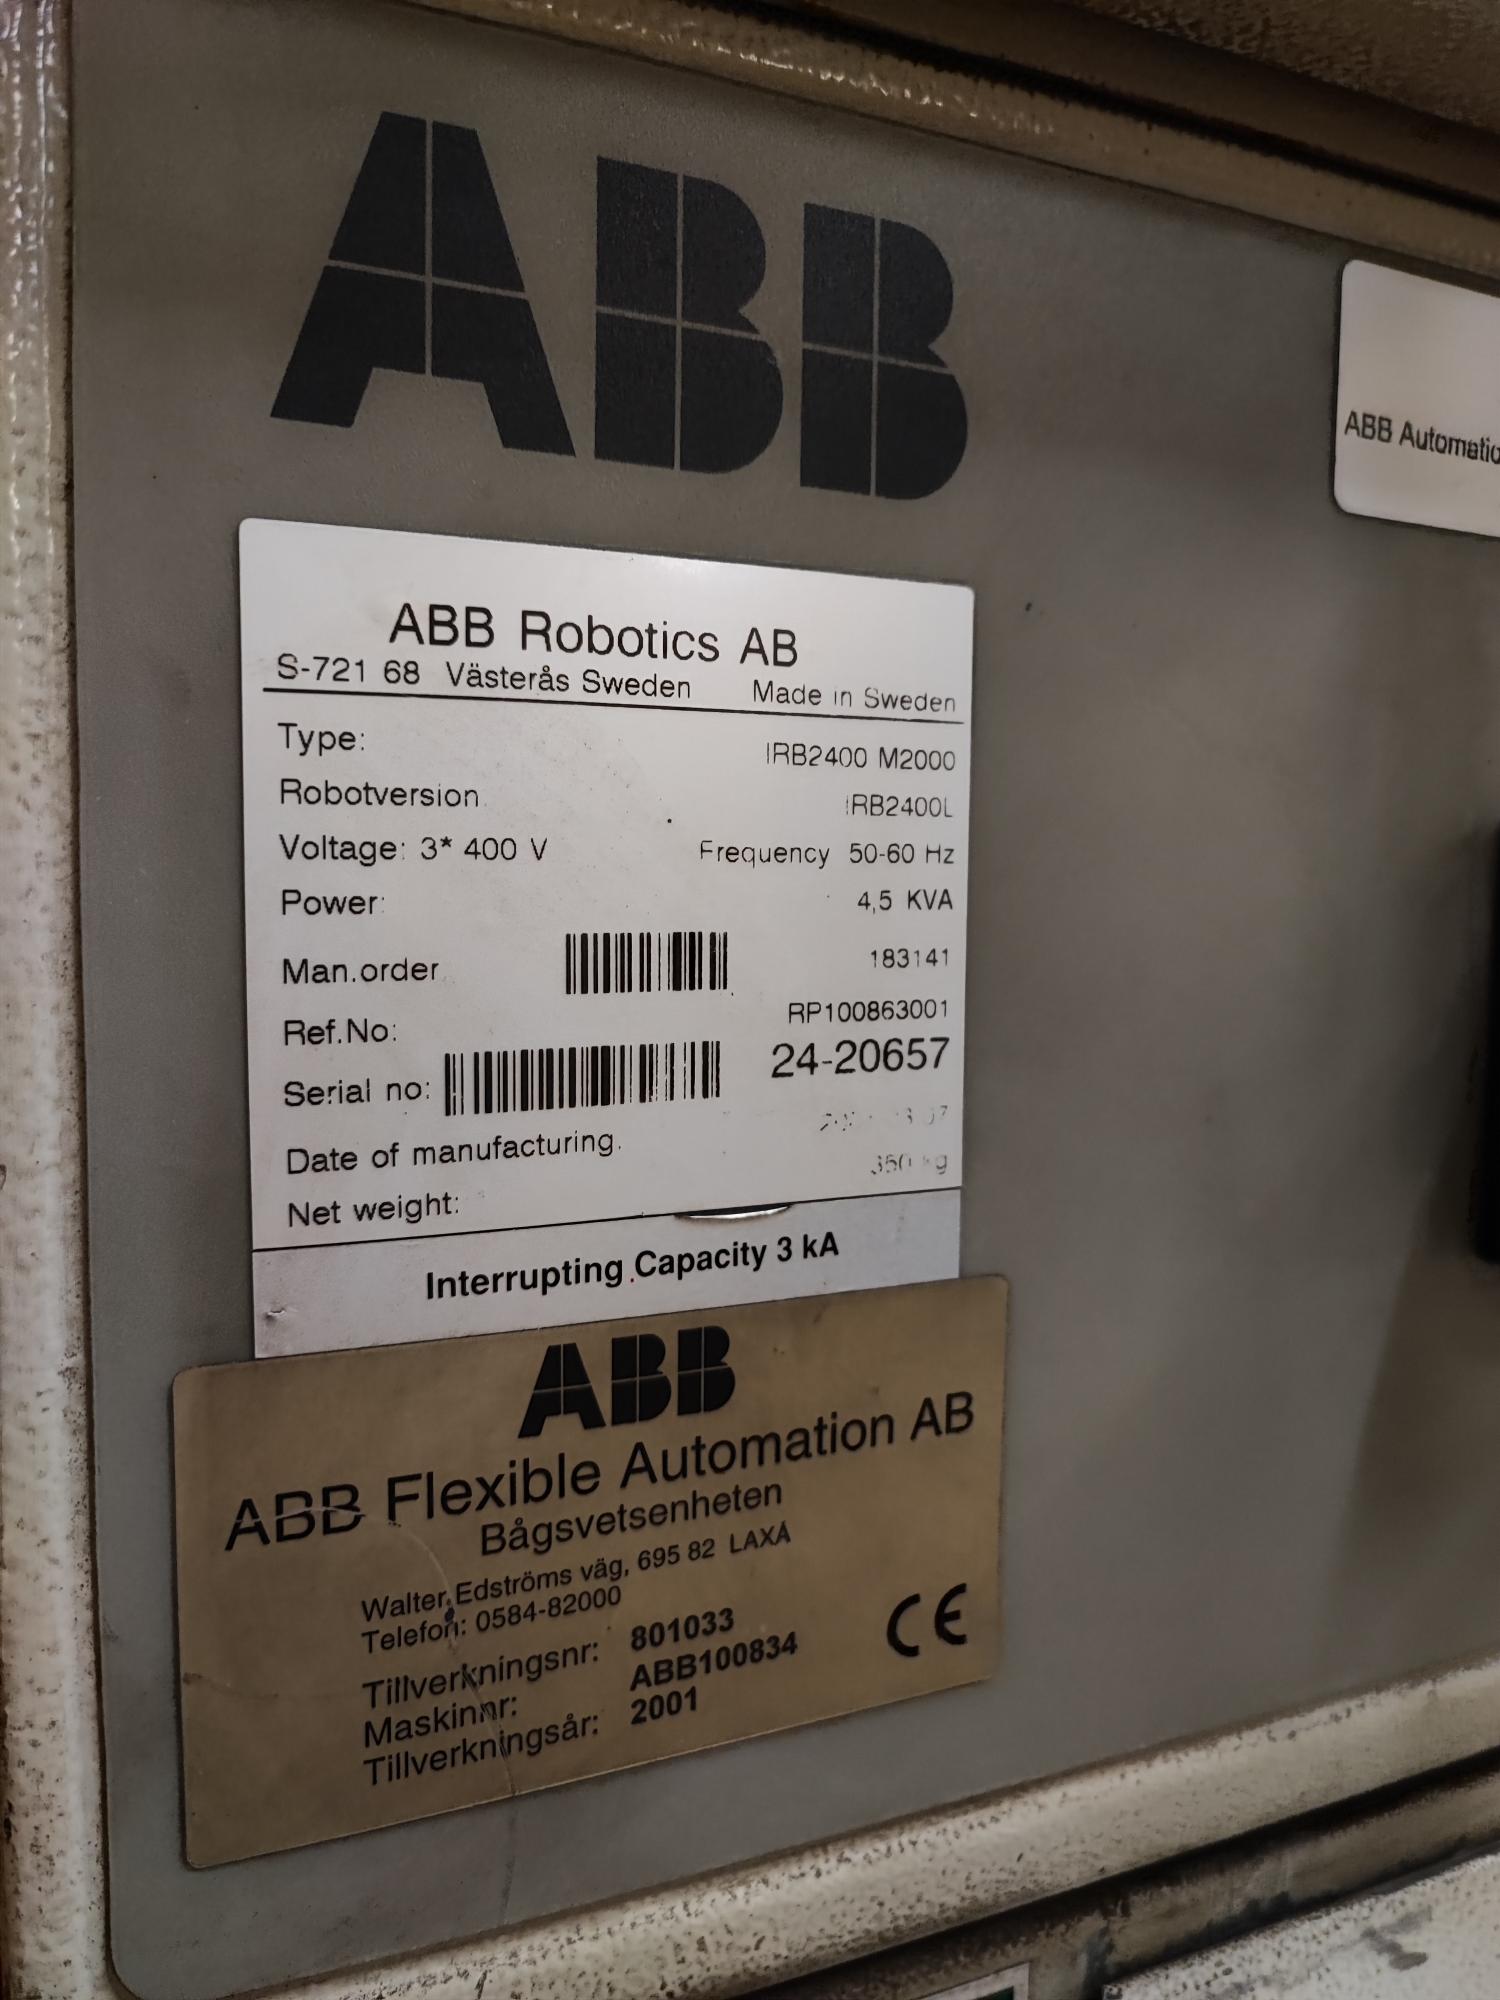 ABB
ABB Automatio
ABB Robotics AB
S-721 68 Västerås Sweden Made in Sweden
Type: IRB2400 M2000
Robotversion IRB2400L
Voltage: 3* 400 V Frequency 50-60 Hz
Power: 4,5 KVA
Man.order 183141
Ref.No: RP100863001
Serial no: 24-20657
Date of manufacturing.
Net weight: 350 kg
Interrupting Capacity 3 kA
ABB
ABB Flexible Automation AB
Bågsvetsenheten
Walter Edströms väg, 695 82 LAXÅ
Telefon: 0584-82000
Tillverkningsnr: 801033
Maskinnr: ABB100834
Tillverkningsår: 2001
CE